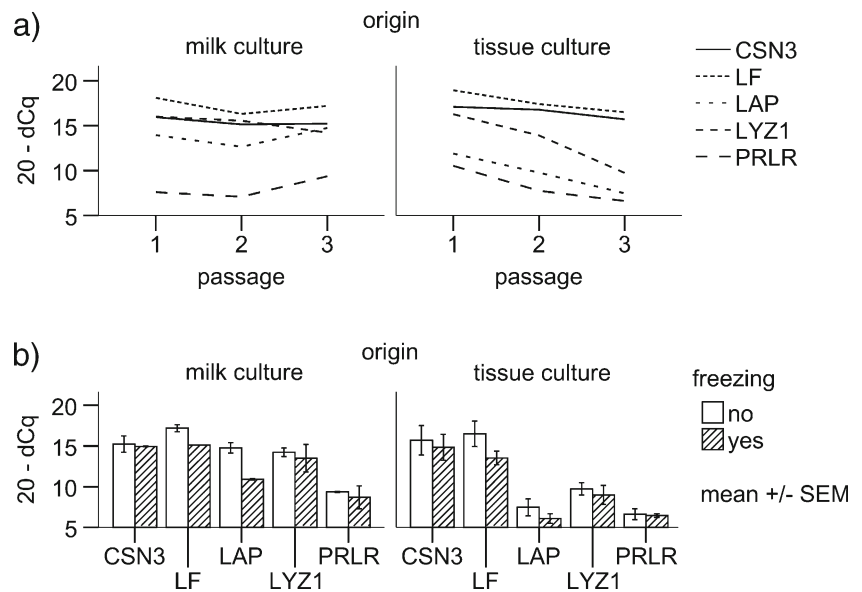 a)
origin
milk culture
tissue culture
20 - dCq
20
15
10
5
1 2 3
passage
1 2 3
passage
CSN3
LF
LAP
LYZ1
PRLR
b)
origin
milk culture
tissue culture
20 - dCq
20
15
10
5
CSN3 LAP PRLR
LF LYZ1
CSN3 LAP PRLR
LF LYZ1
freezing
no
yes
mean +/- SEM